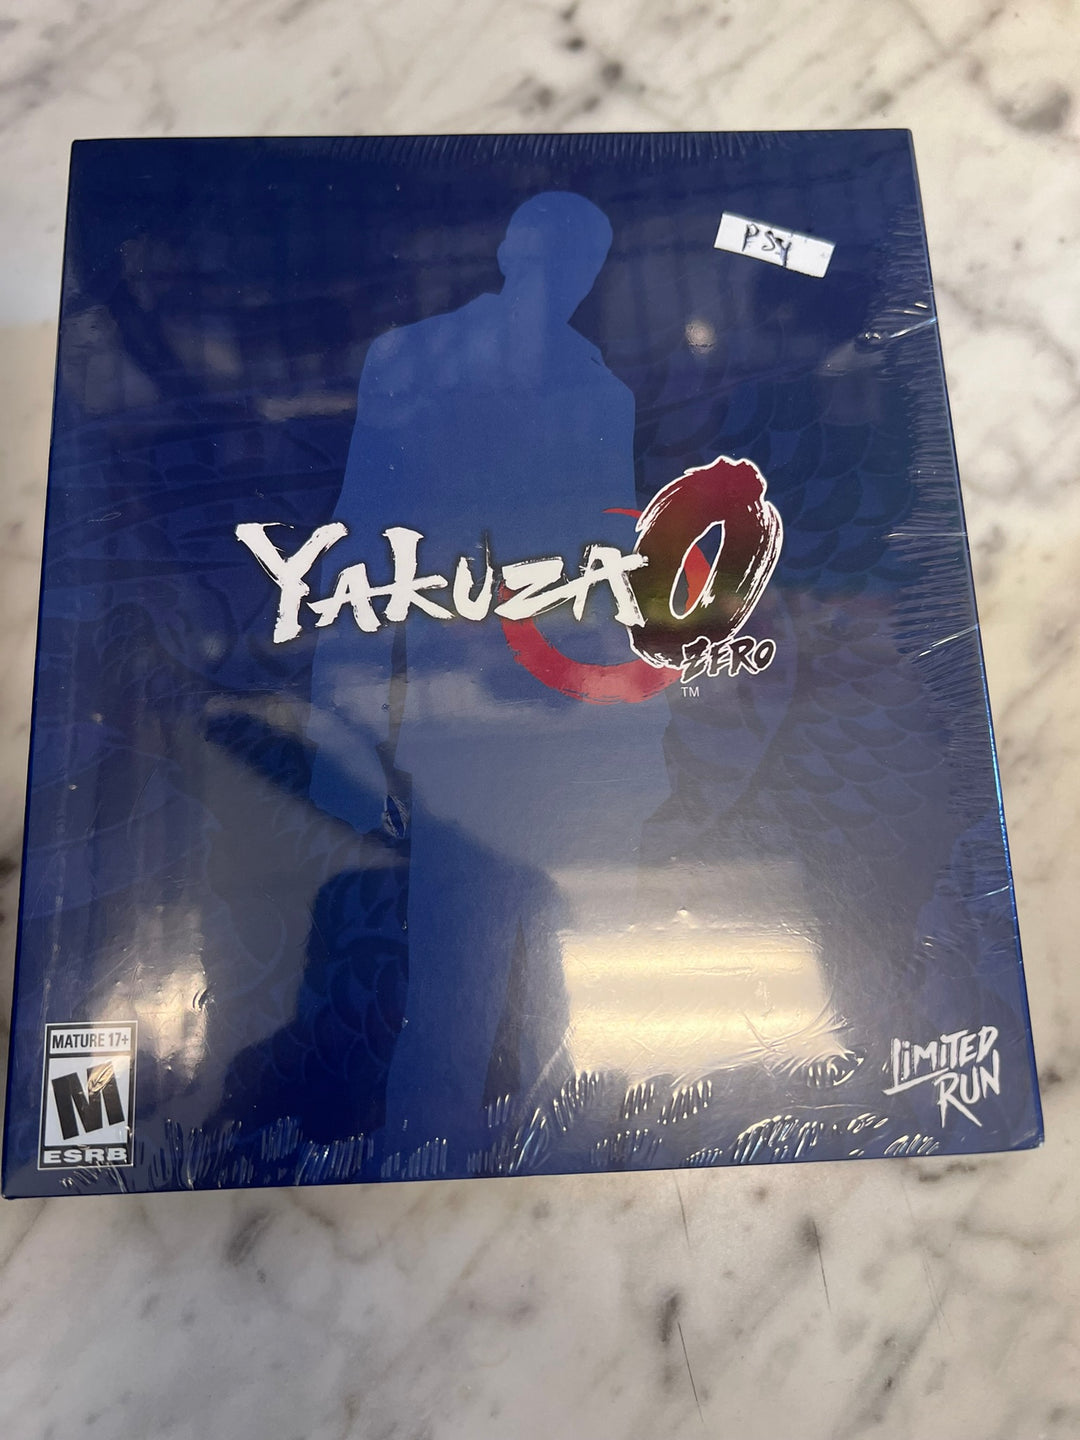 PS4
YAKUZA 0
ZERO
TM
MATURE 17+
M
ESRB
LIMITED
RUN